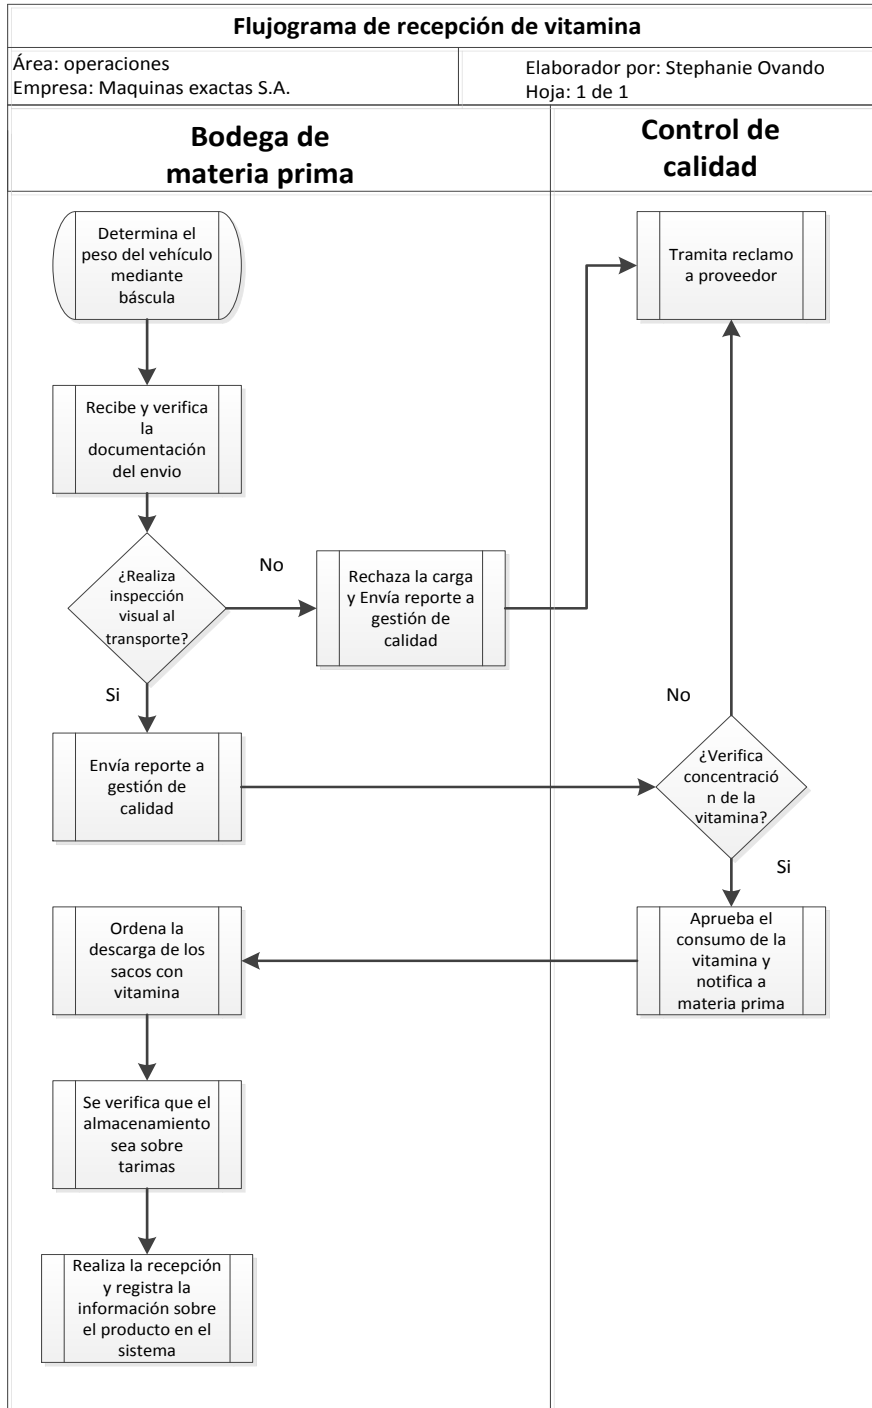 Flujograma de recepción de vitamina
Área: operaciones
Empresa: Maquinas exactas S.A.
Elaborador por: Stephanie Ovando
Hoja: 1 de 1
Bodega de
materia prima
Control de
calidad
Determina el
peso del vehículo
mediante
báscula
Tramita reclamo
a proveedor
Recibe y verifica
la
documentación
del envio
¿Realiza
inspección
visual al
transporte?
No
Rechaza la carga
y Envía reporte a
gestión de
calidad
Si
Envía reporte a
gestión de
calidad
No
¿Verifica
concentració
n de la
vitamina?
Si
Ordena la
descarga de los
sacos con
vitamina
Aprueba el
consumo de la
vitamina y
notifica a
materia prima
Se verifica que el
almacenamiento
sea sobre
tarimas
Realiza la recepción
y registra la
información sobre
el producto en el
sistema